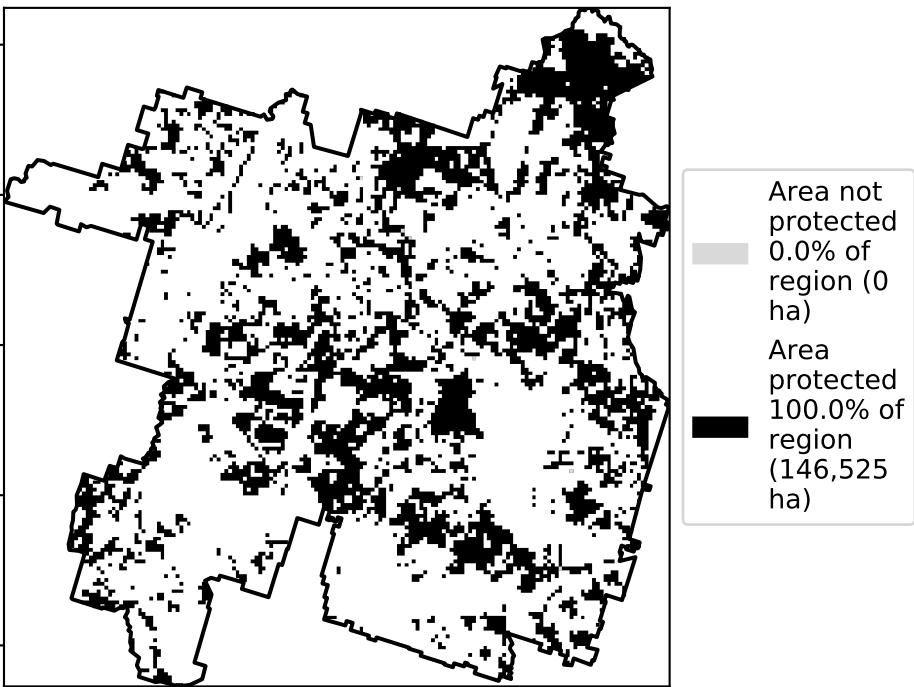 Area not
protected
0.0% of
region (0
ha)
Area
protected
100.0% of
region
(146,525
ha)